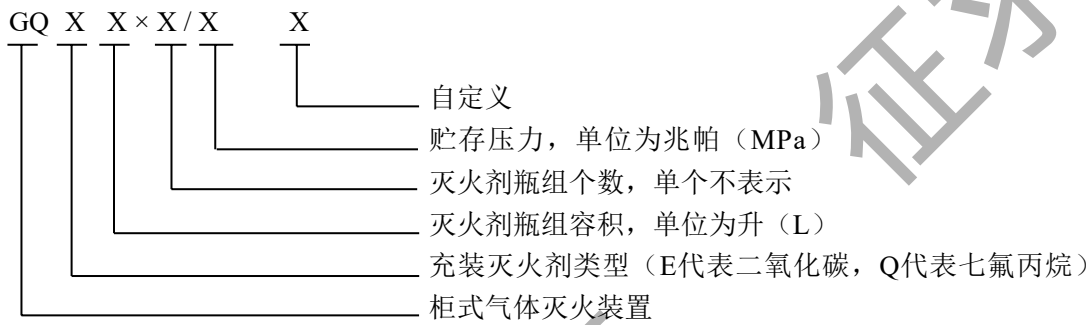 GQ X X × X / X X
自定义
贮存压力，单位为兆帕（MPa）
灭火剂瓶组个数，单个不表示
灭火剂瓶组容积，单位为升（L）
充装灭火剂类型（E代表二氧化碳，Q代表七氟丙烷）
柜式气体灭火装置
征